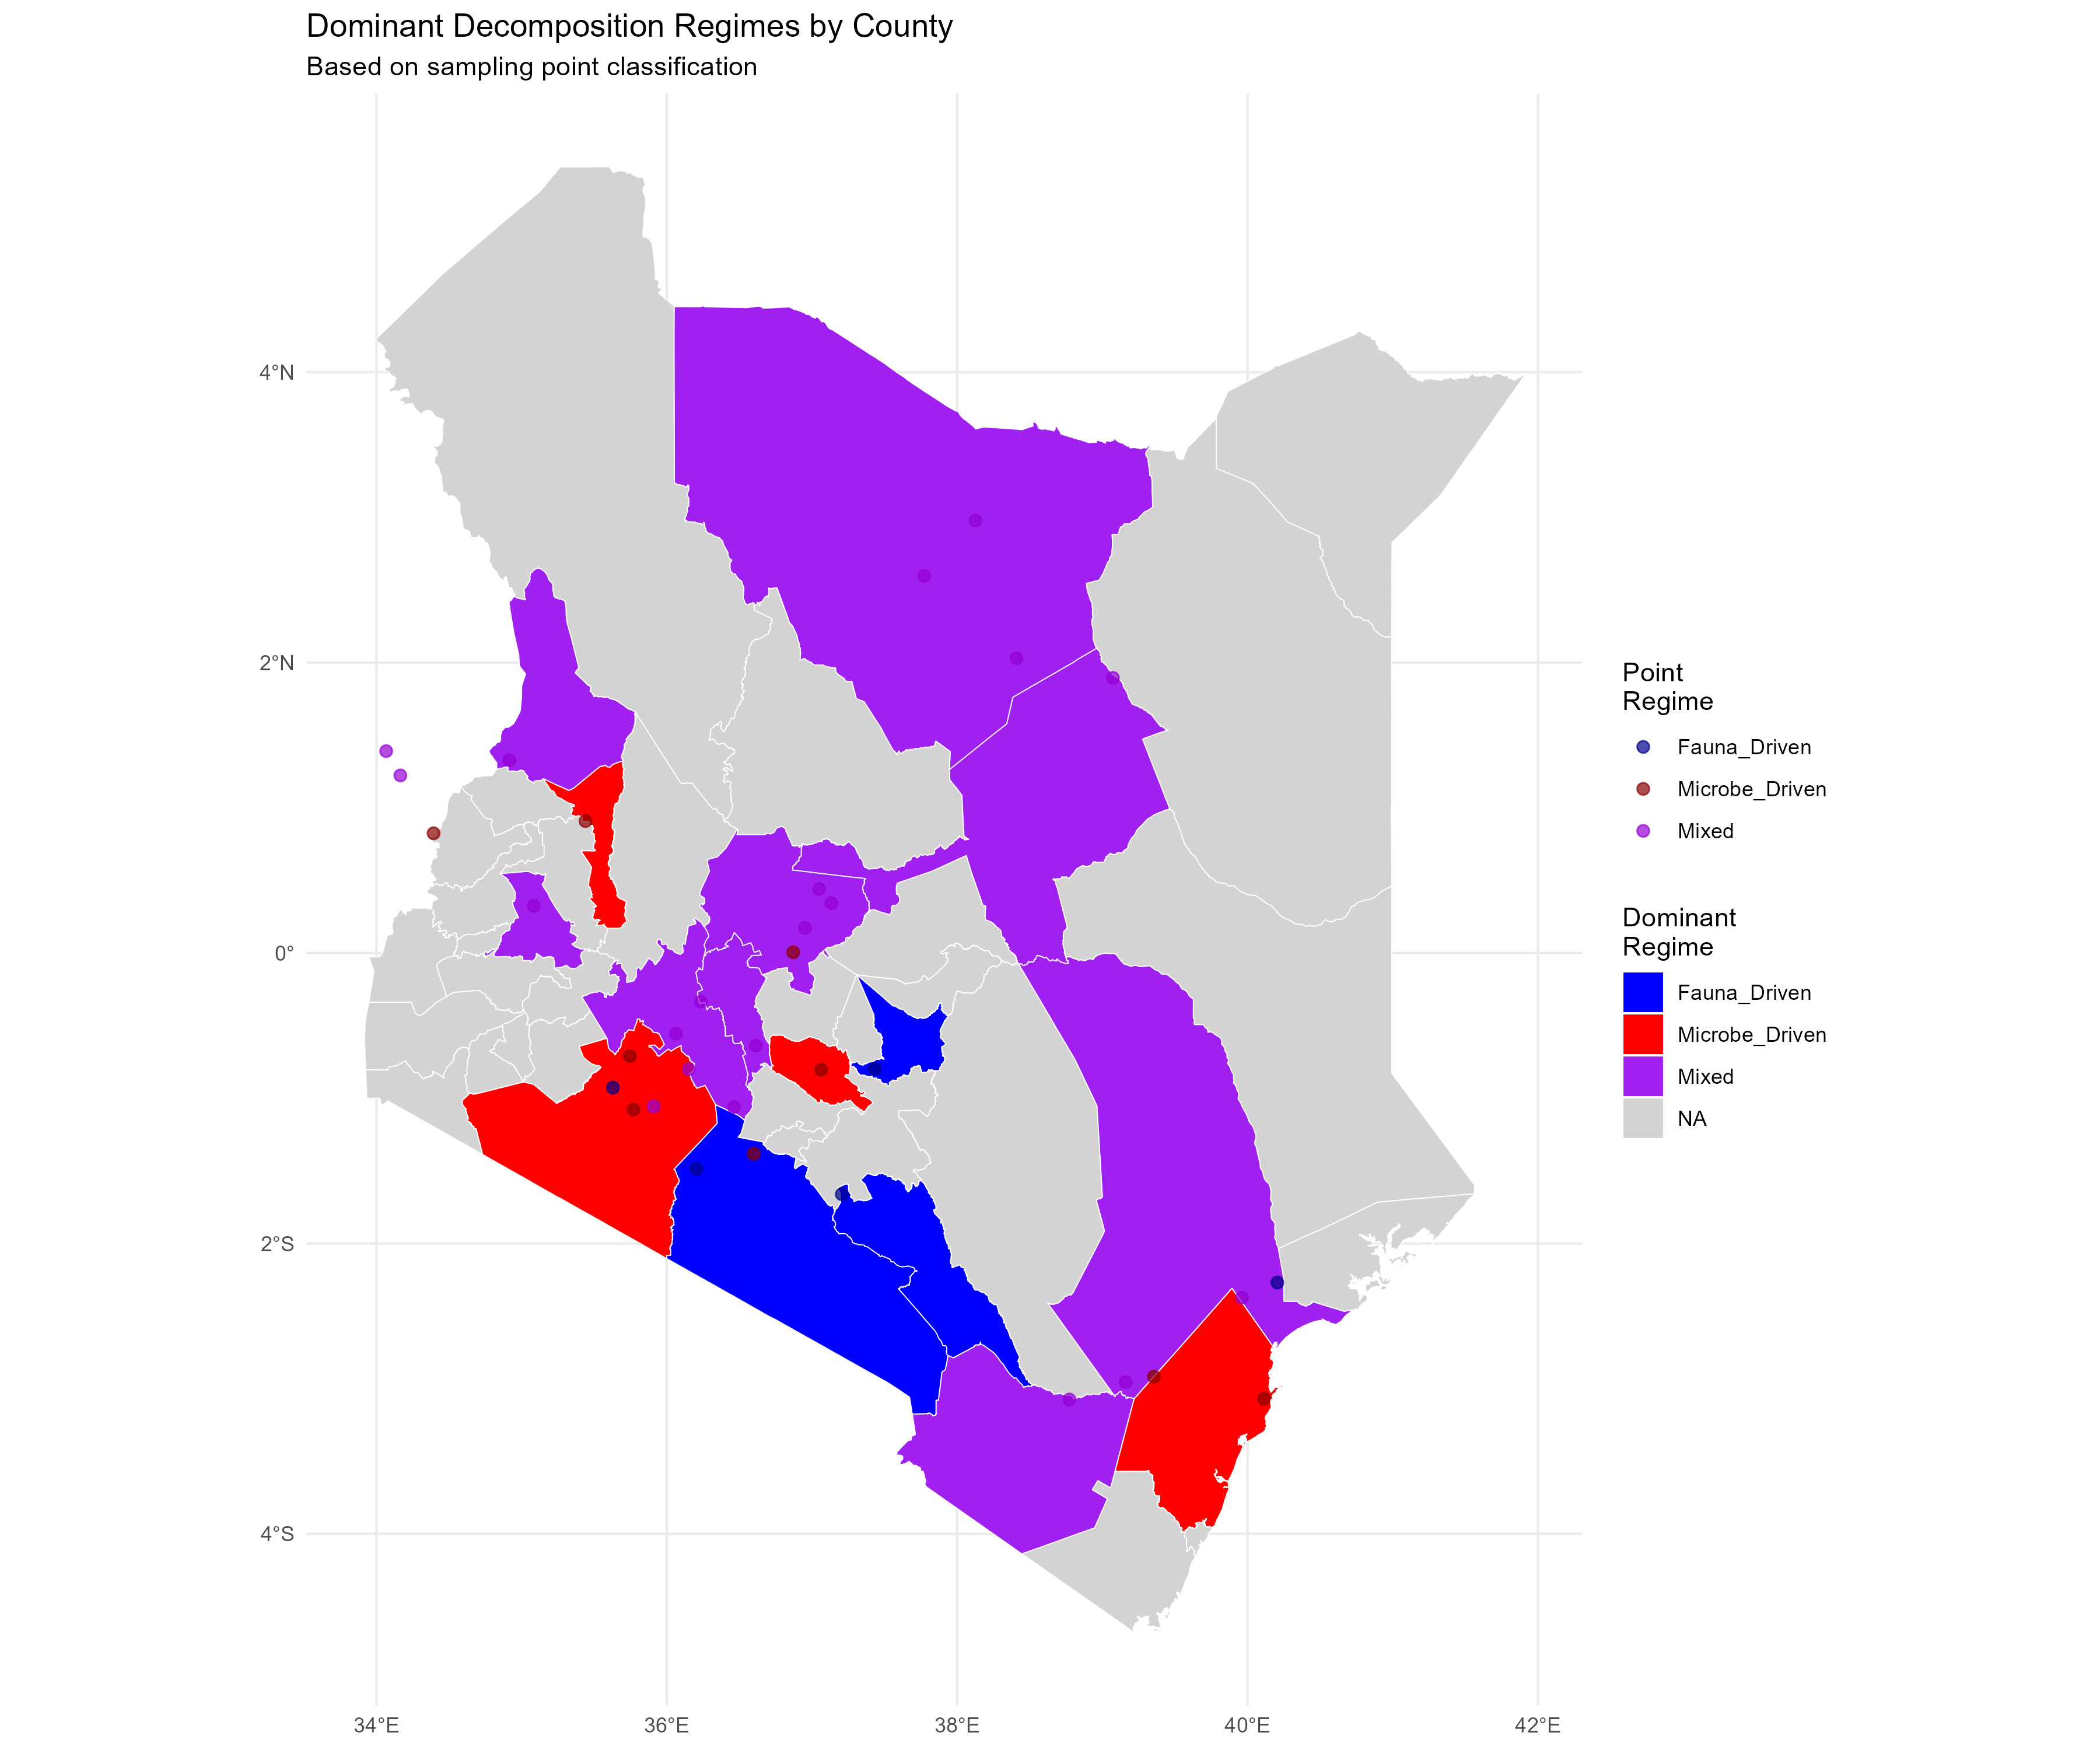 Dominant Decomposition Regimes by County
Based on sampling point classification
4°N
2°N
0°
2°S
4°S
34°E
36°E
38°E
40°E
42°E
Point
Regime
Fauna_Driven
Microbe_Driven
Mixed
Dominant
Regime
Fauna_Driven
Microbe_Driven
Mixed
NA